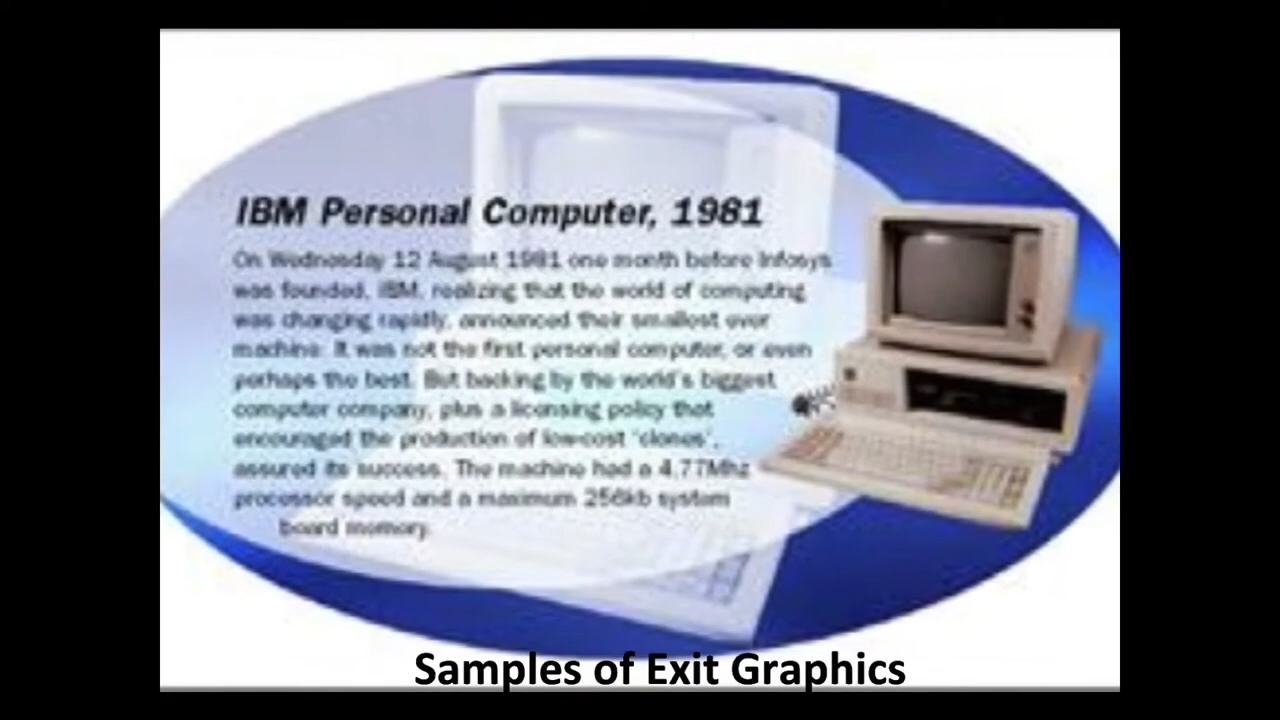 IBM Personal Computer, 1981
On Wednesday 12 August 1981 one month before Infosys
was founded, IBM, realizing that the world of computing
was changing rapidly, announced their smallest ever
machine. It was not the first personal computer, or even
perhaps the best. But backing by the world's biggest
computer company, plus a licensing policy that
encouraged the production of low-cost 'clones',
assured its success. The machine had a 4.77Mhz
processor speed and a maximum 256kb system
board memory.
Samples of Exit Graphics